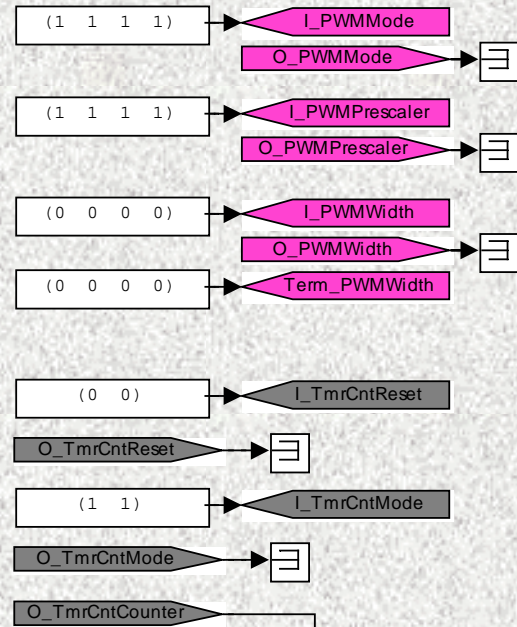 (1 1 1 1) I_PWMMode
O_PWMMode
(1 1 1 1) I_PWMPrescaler
O_PWMPrescaler
(0 0 0 0) I_PWMWidth
O_PWMWidth
(0 0 0 0) Term_PWMWidth
(0 0) I_TmrCntReset
O_TmrCntReset
(1 1) I_TmrCntMode
O_TmrCntMode
O_TmrCntCounter